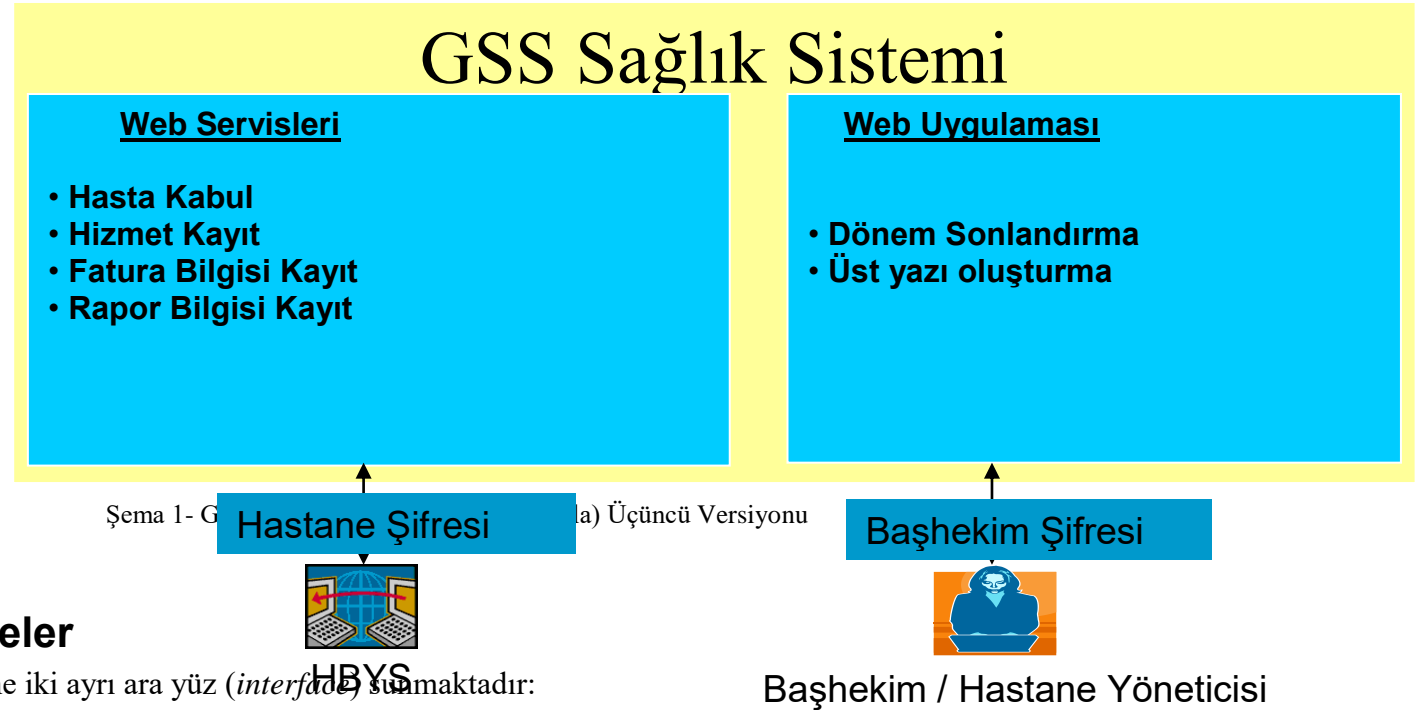 GSS Sağlık Sistemi
Web Servisleri
• Hasta Kabul
• Hizmet Kayıt
• Fatura Bilgisi Kayıt
• Rapor Bilgisi Kayıt
Web Uygulaması
• Dönem Sonlandırma
• Üst yazı oluşturma
Şema 1- G
la) Üçüncü Versiyonu
Hastane Şifresi
Başhekim Şifresi
eler
HBYS
e iki ayrı ara yüz (interface) sunmaktadır:
Başhekim / Hastane Yöneticisi